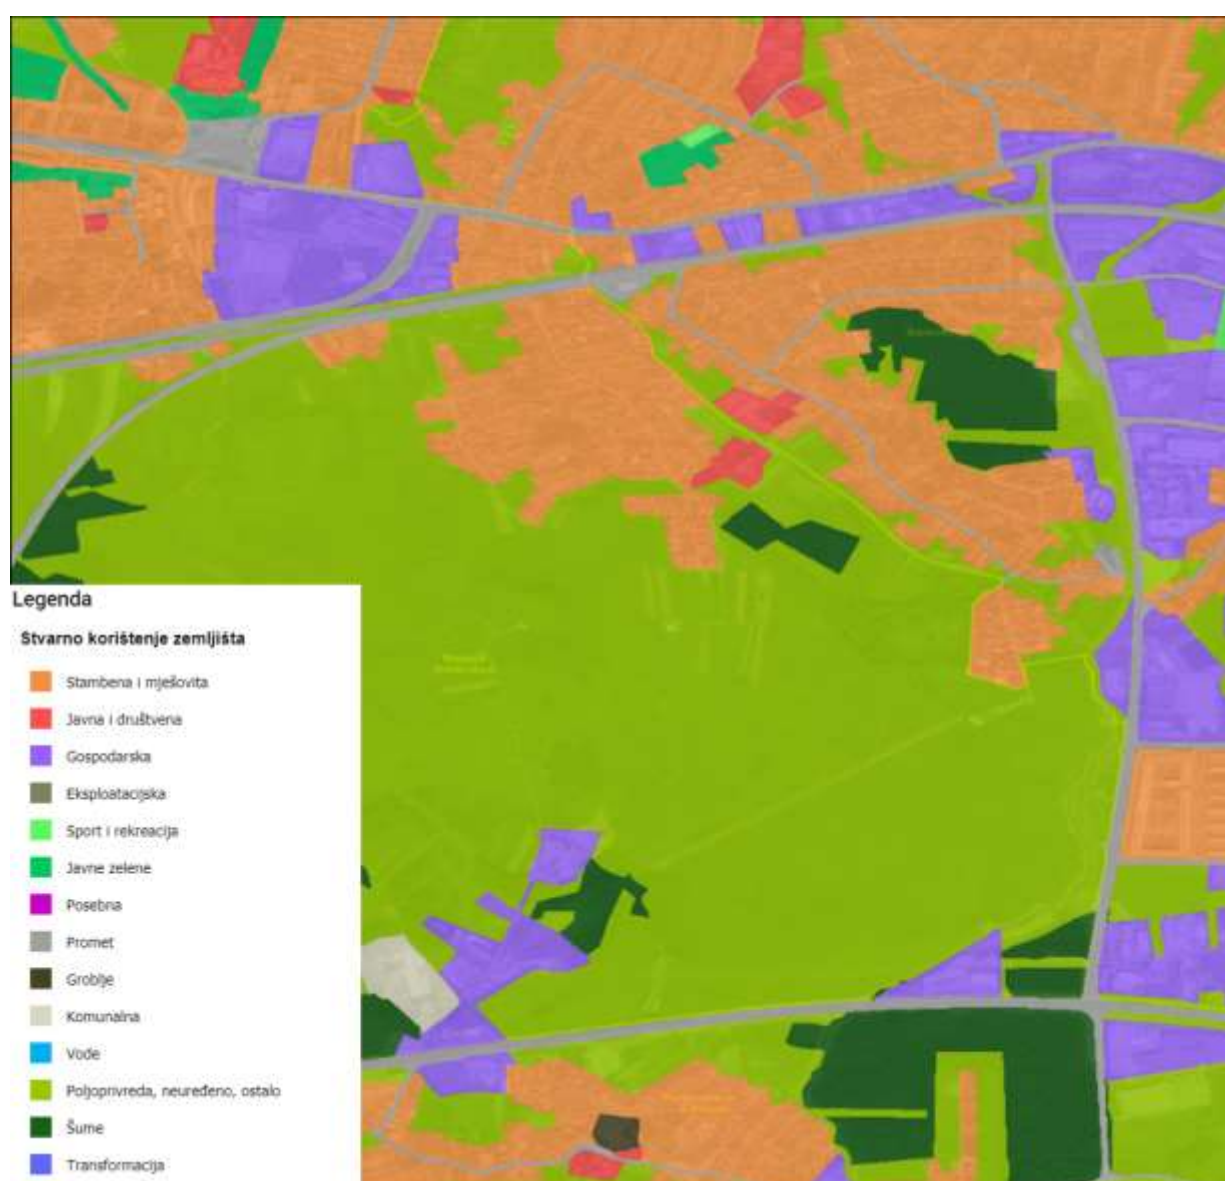 Legenda
Stvarno korištenje zemljišta
Stambena i mješovita
Javna i društvena
Gospodarska
Eksploatacijska
Sport i rekreacija
Javne zelene
Posebna
Promet
Groblje
Komunalna
Vode
Poljoprivreda, neuređeno, ostalo
Šume
Transformacija